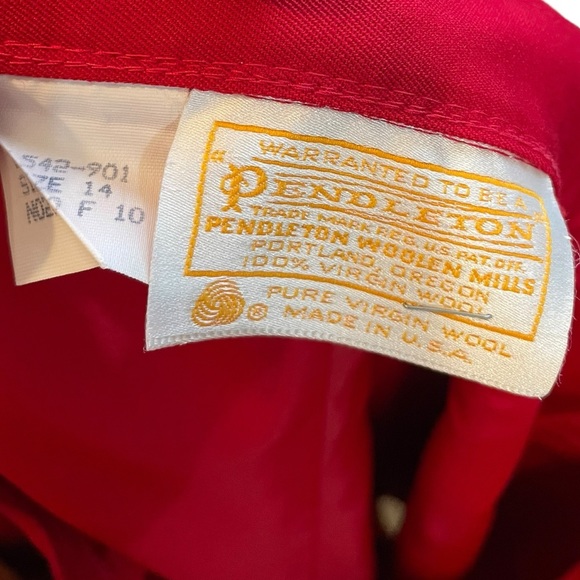 542-901
SIZE 14
F 10
WARRANTED TO BE A
"PENDLETON"
TRADE MARK REG. U.S. PAT. OFF.
PENDLETON WOOLEN MILLS
PORTLAND, OREGON
100% VIRGIN WOOL
PURE VIRGIN WOOL
®
MADE IN U.S.A.